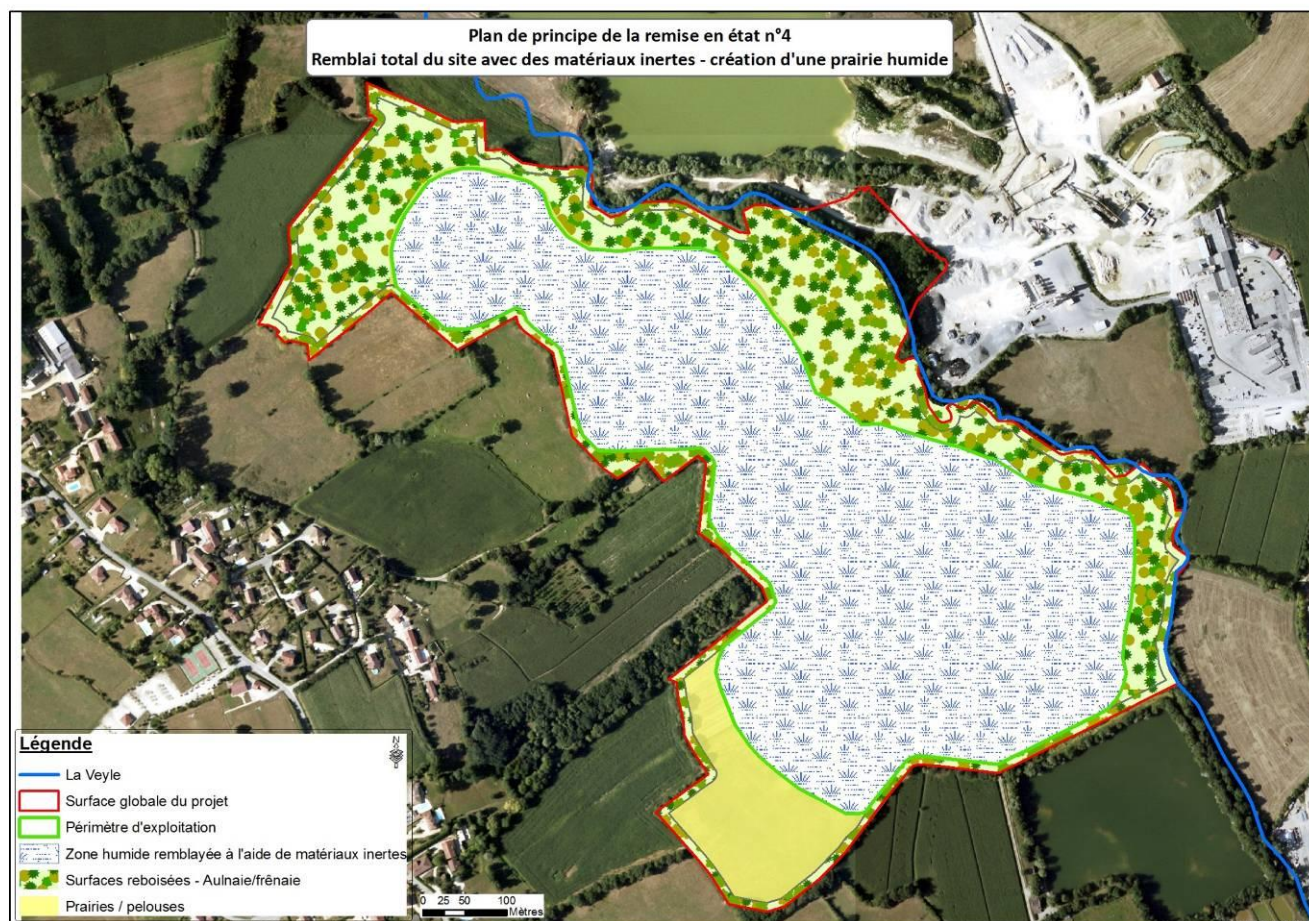 Plan de principe de la remise en état n°4
Remblai total du site avec des matériaux inertes - création d'une prairie humide
Légende
N
La Veyle
Surface globale du projet
Périmètre d'exploitation
Zone humide remblayée à l'aide de matériaux inertes
Surfaces reboisées - Aulnaie/frênaie
Prairies / pelouses
0 25 50 100
Mètres